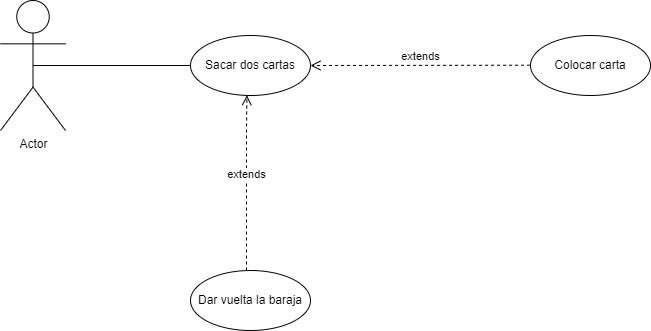 Sacar dos cartas
extends
Colocar carta
Actor
extends
Dar vuelta la baraja